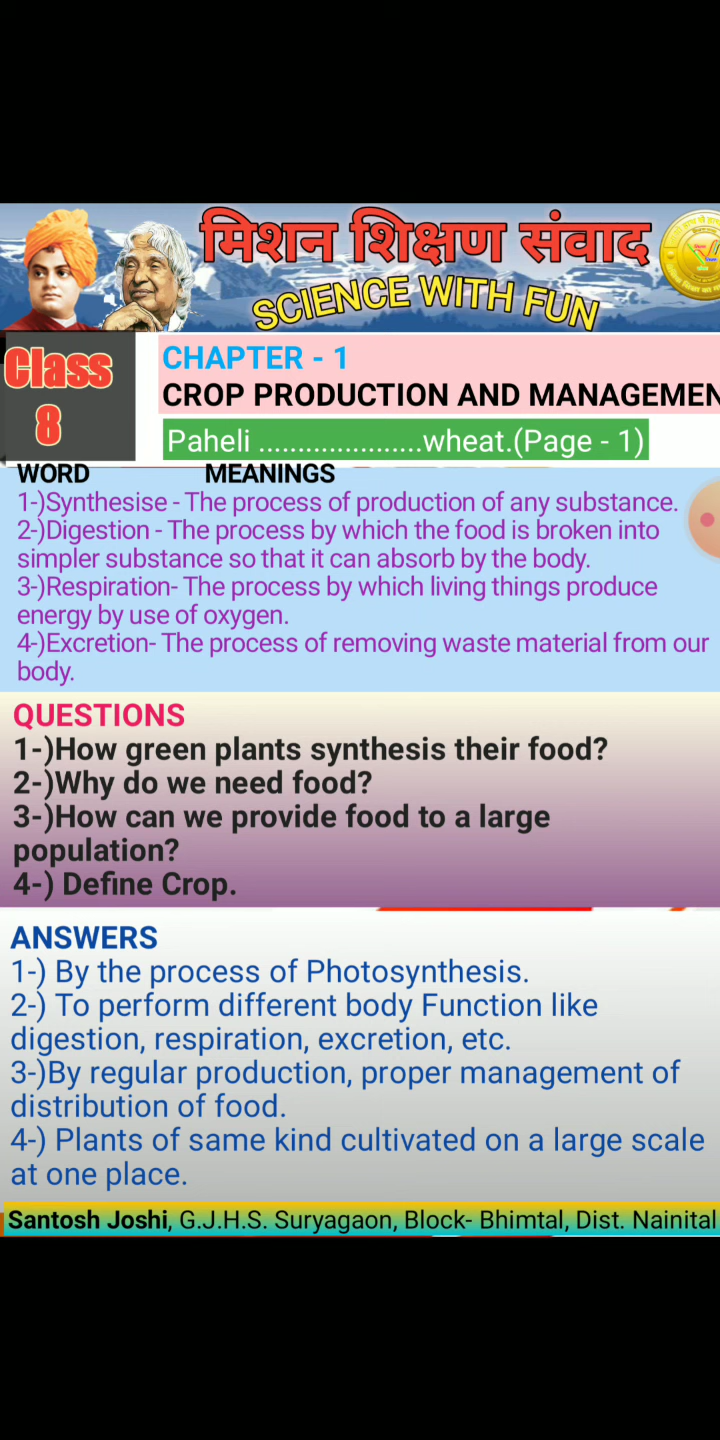 मिशन शिक्षण संवाद
SCIENCE WITH FUN
Class
8
CHAPTER - 1
CROP PRODUCTION AND MANAGEMEN
Paheli .....................wheat.(Page - 1)
WORD MEANINGS
1-)Synthesise - The process of production of any substance.
2-)Digestion - The process by which the food is broken into
simpler substance so that it can absorb by the body.
3-)Respiration- The process by which living things produce
energy by use of oxygen.
4-)Excretion- The process of removing waste material from our
body.
QUESTIONS
1-)How green plants synthesis their food?
2-)Why do we need food?
3-)How can we provide food to a large
population?
4-) Define Crop.
ANSWERS
1-) By the process of Photosynthesis.
2-) To perform different body Function like
digestion, respiration, excretion, etc.
3-)By regular production, proper management of
distribution of food.
4-) Plants of same kind cultivated on a large scale
at one place.
Santosh Joshi, G.J.H.S. Suryagaon, Block- Bhimtal, Dist. Nainital